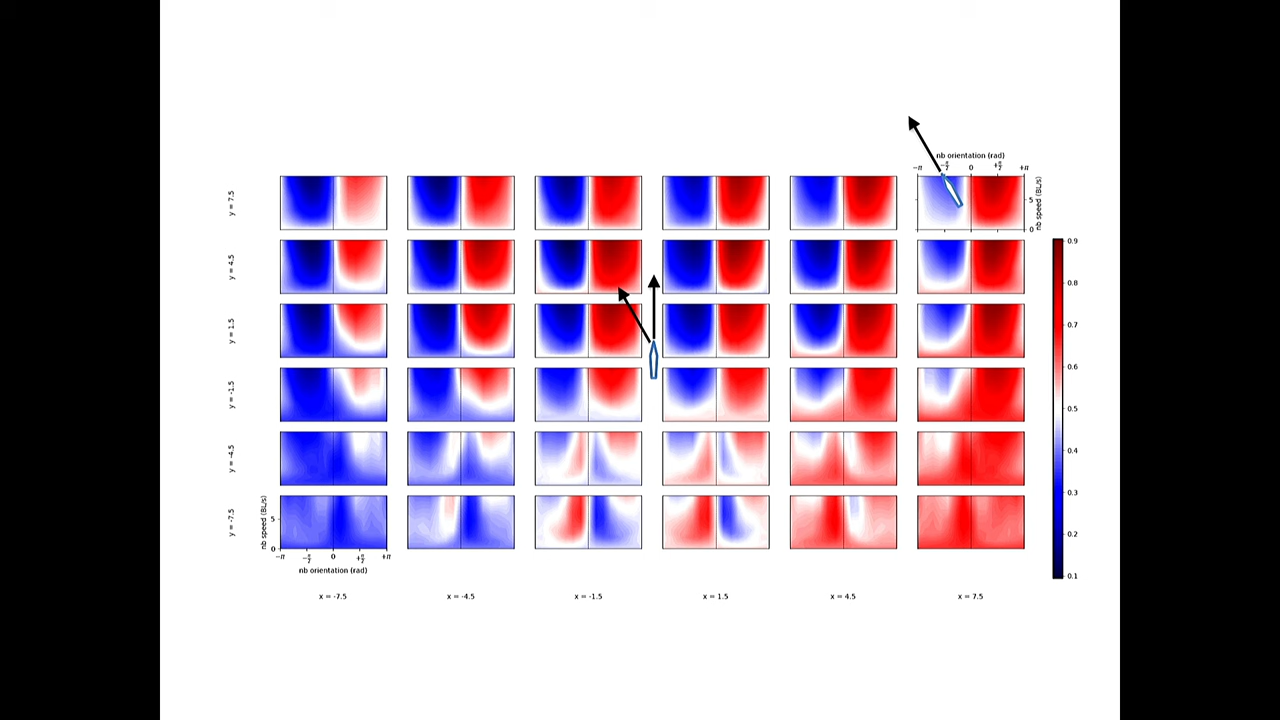 nb orientation (rad)
−π −π/2 0 +π/2 +π
y = 7.5
5
0
nb speed (BL/s)
y = 4.5
0.9
0.8
y = 1.5
0.7
0.6
y = -1.5
0.5
y = -4.5
0.4
y = -7.5
nb speed (BL/s)
5
0
0.3
0.2
0.1
−π −π/2 0 +π/2 +π
nb orientation (rad)
x = -7.5 x = -4.5 x = -1.5 x = 1.5 x = 4.5 x = 7.5